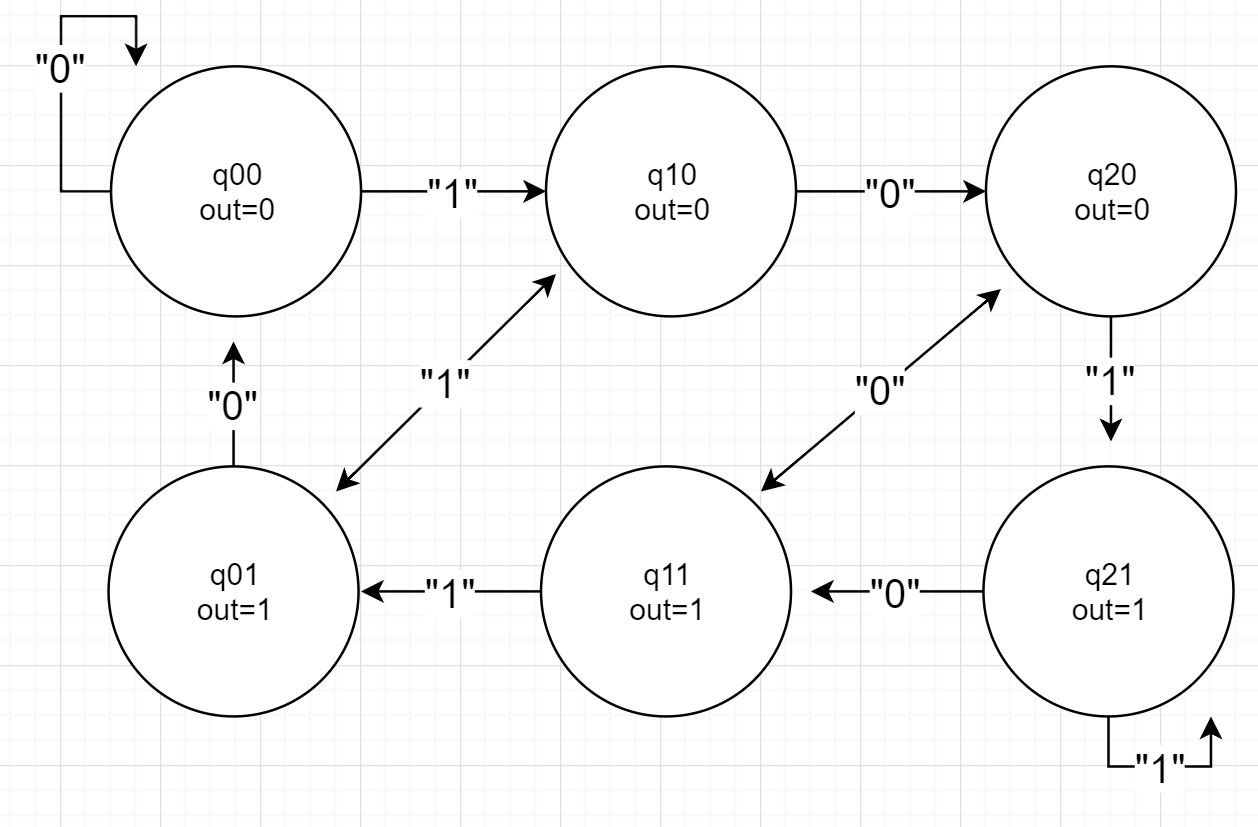 "0"
q00
out=0
"1"
q10
out=0
"0"
q20
out=0
"1"
"0"
"1"
"0"
q01
out=1
"1"
q11
out=1
"0"
q21
out=1
"1"